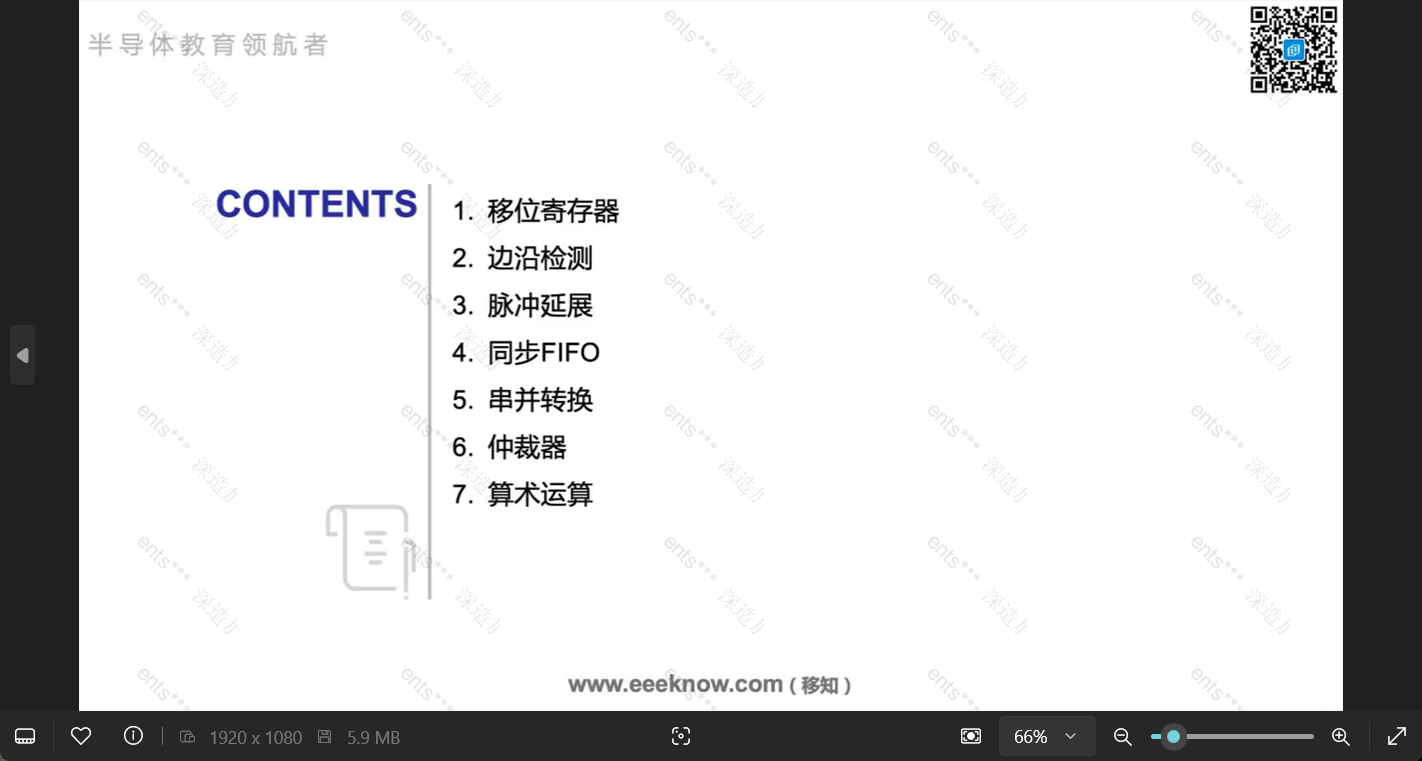 半导体教育领航者
CONTENTS
1. 移位寄存器
2. 边沿检测
3. 脉冲延展
4. 同步FIFO
5. 串并转换
6. 仲裁器
7. 算术运算
www.eeeknow.com ( 移知 )
ents*** 深造力
1920 x 1080
5.9 MB
66%